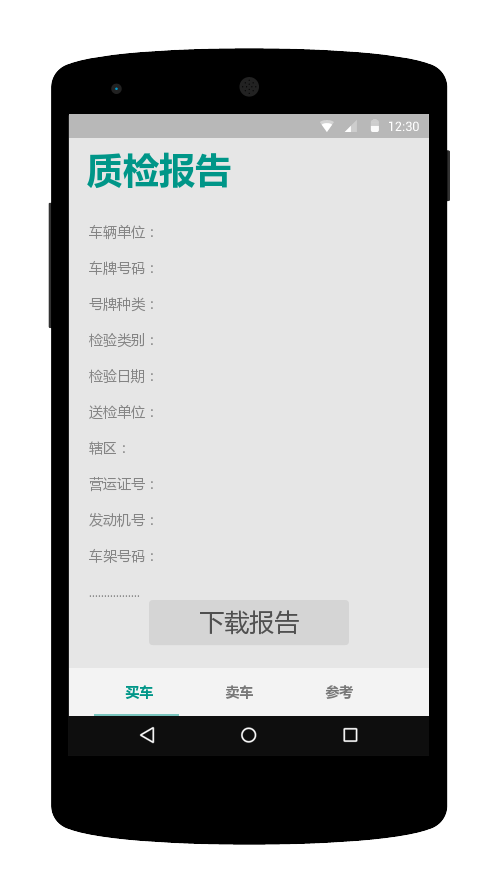 12:30
质检报告
车辆单位：
车牌号码：
号牌种类：
检验类别：
检验日期：
送检单位：
辖区：
营运证号：
发动机号：
车架号码：
.................
下载报告
买车 卖车 参考